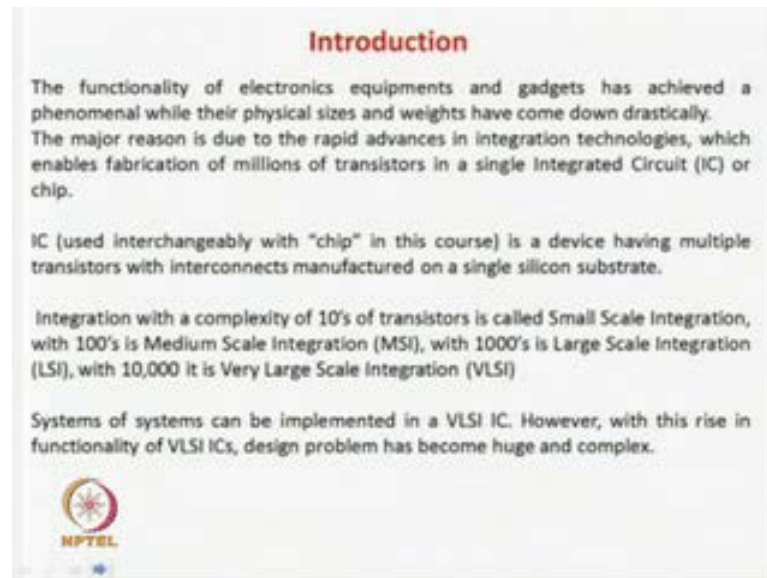 Introduction
The functionality of electronics equipments and gadgets has achieved a
phenomenal while their physical sizes and weights have come down drastically.
The major reason is due to the rapid advances in integration technologies, which
enables fabrication of millions of transistors in a single Integrated Circuit (IC) or
chip.
IC (used interchangeably with "chip" in this course) is a device having multiple
transistors with interconnects manufactured on a single silicon substrate.
Integration with a complexity of 10's of transistors is called Small Scale Integration,
with 100's is Medium Scale Integration (MSI), with 1000's is Large Scale Integration
(LSI), with 10,000 it is Very Large Scale Integration (VLSI)
Systems of systems can be implemented in a VLSI IC. However, with this rise in
functionality of VLSI ICs, design problem has become huge and complex.
NPTEL